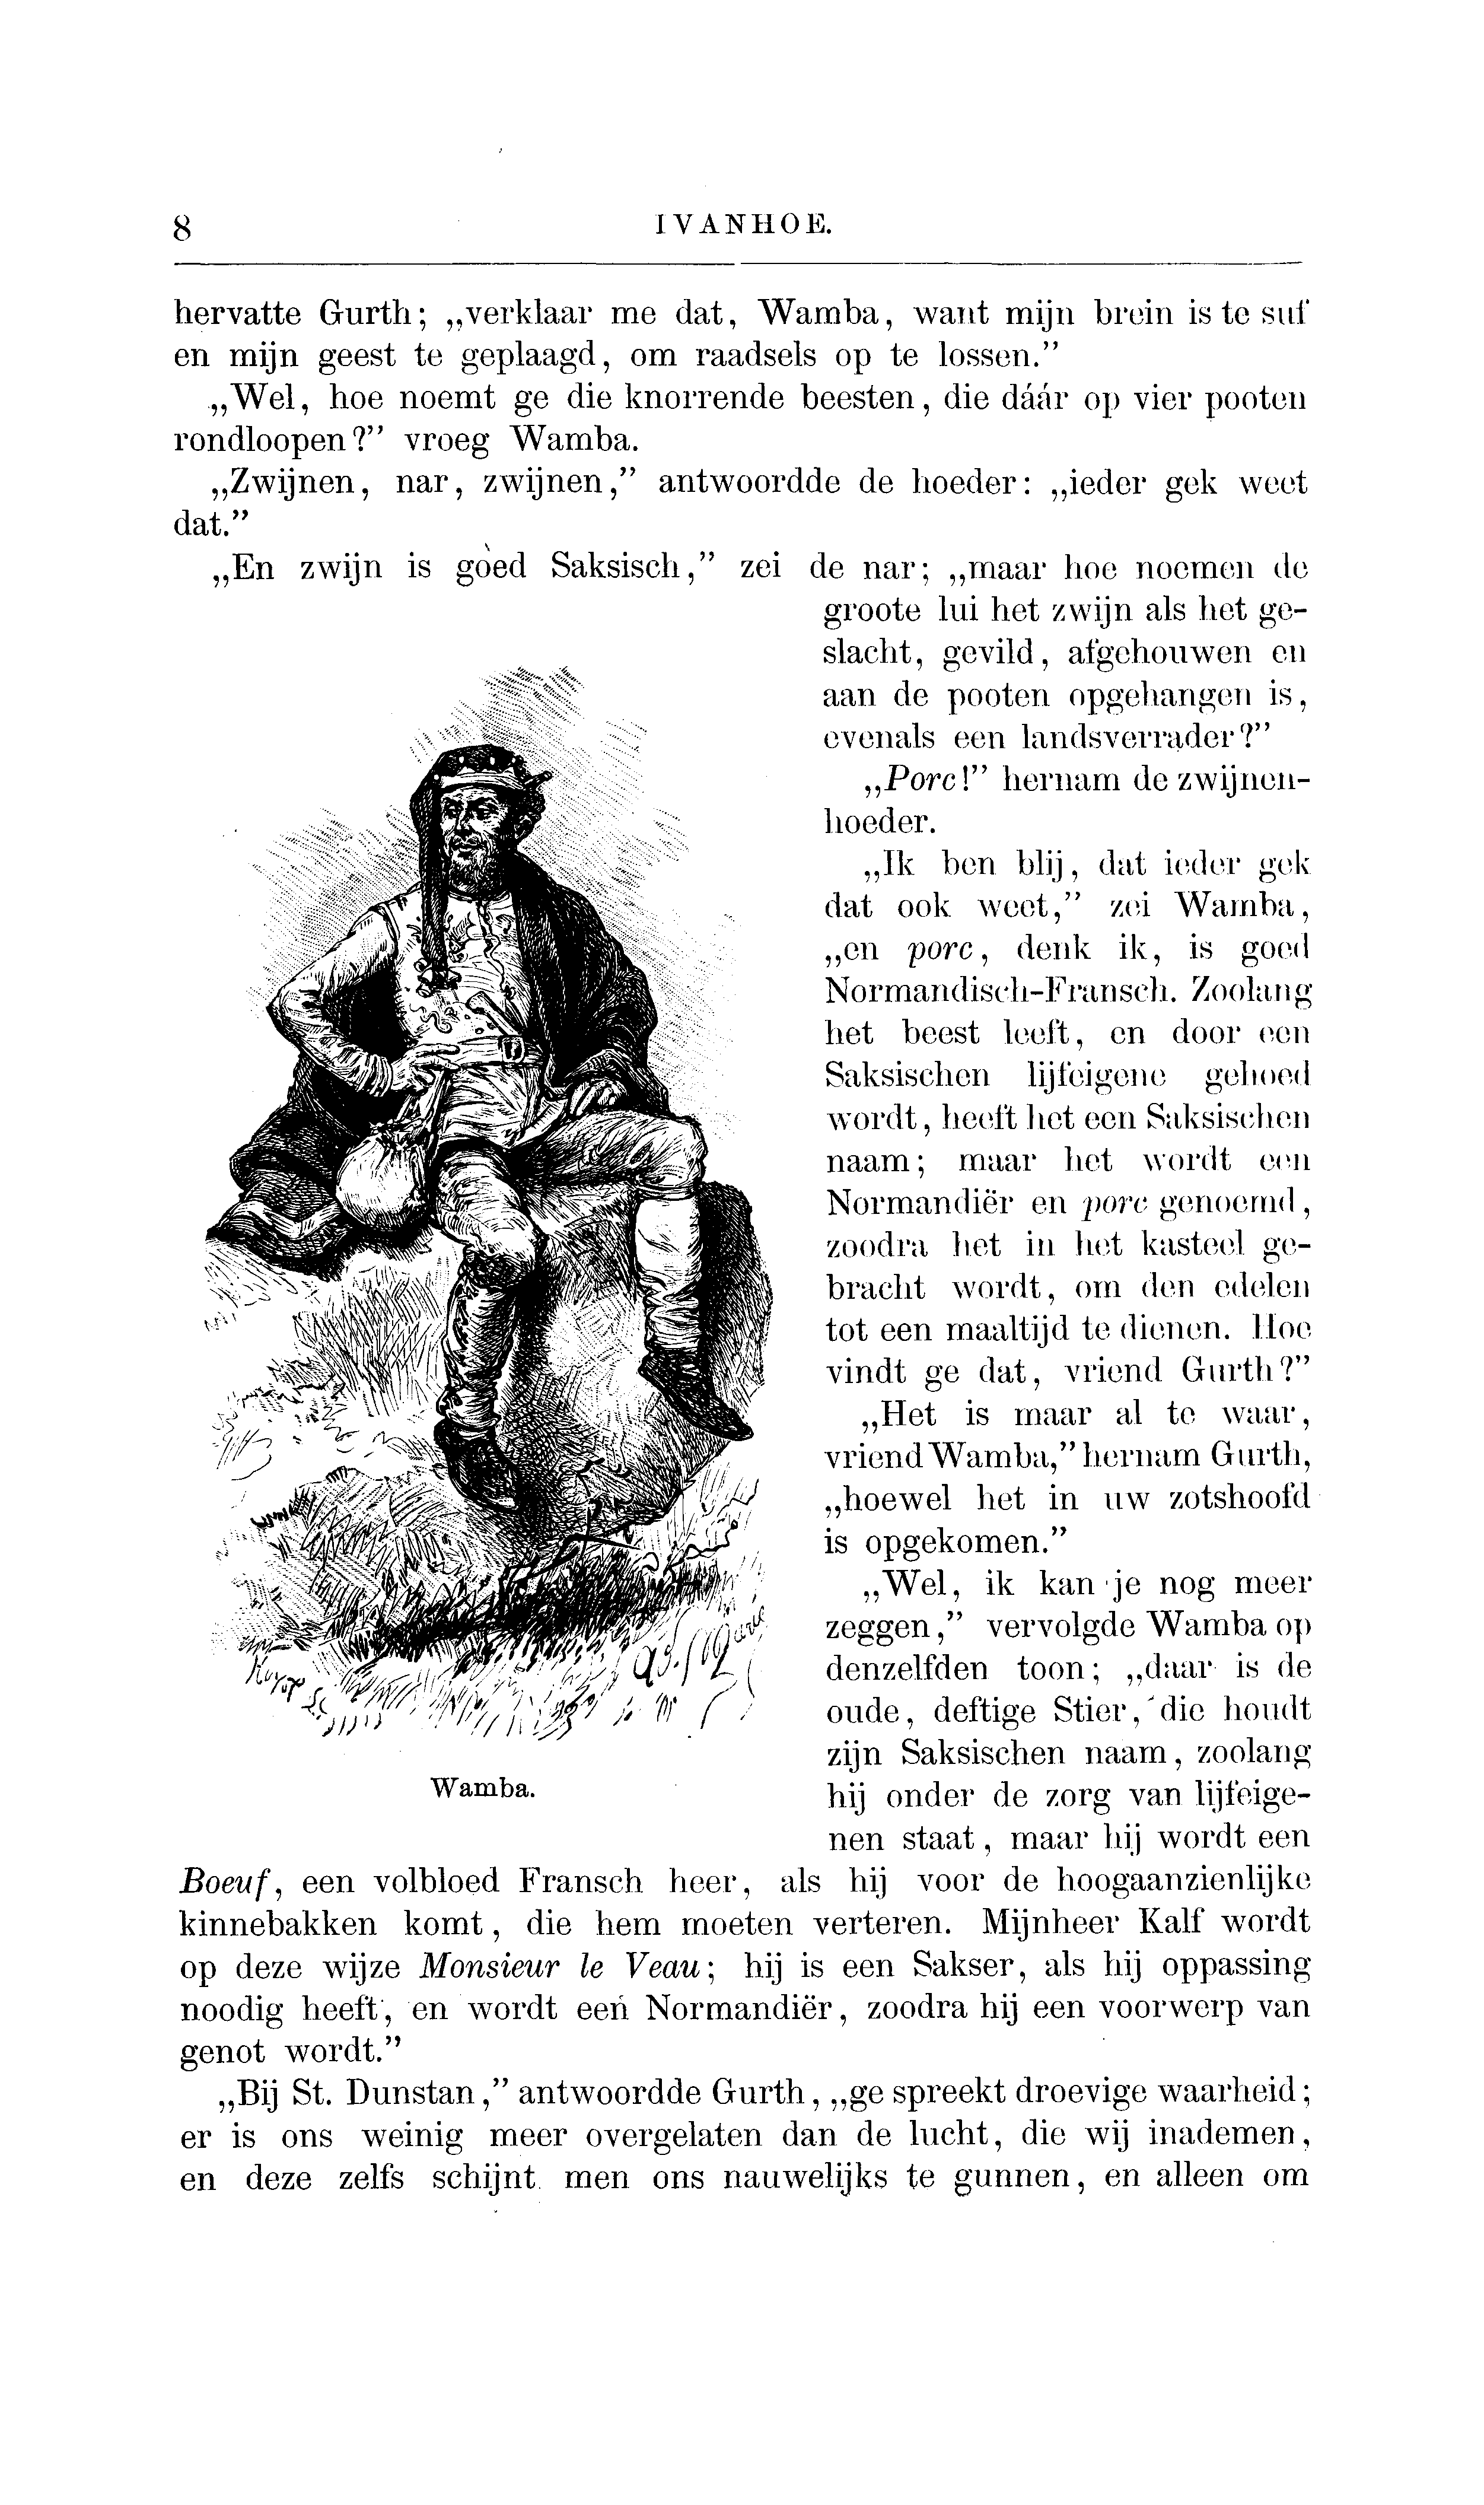 8
IVANHOE.
hervatte Gurth; „verklaar me dat, Wamba, want mijn brein is te suf
en mijn geest te geplaagd, om raadsels op te lossen.”
„Wel, hoe noemt ge die knorrende beesten, die dáár op vier pooten
rondloopen?” vroeg Wamba.
„Zwijnen, nar, zwijnen,” antwoordde de hoeder: „ieder gek weet
dat.”
„En zwijn is goed Saksisch,” zei de nar; „maar hoe noemen de
groote lui het zwijn als het ge-
slacht, gevild, afgehouwen en
aan de pooten opgehangen is,
evenals een landsverrader?”
„Porc!” hernam de zwijnen-
hoeder.
„Ik ben blij, dat ieder gek
dat ook weet,” zei Wamba,
„en porc, denk ik, is goed
Normandisch-Fransch. Zoolang
het beest leeft, en door een
Saksischen lijfeigene gehoed
wordt, heeft het een Saksischen
naam; maar het wordt een
Normandiër en porc genoemd,
zoodra het in het kasteel ge-
bracht wordt, om den edelen
tot een maaltijd te dienen. Hoe
vindt ge dat, vriend Gurth?”
„Het is maar al te waar,
vriend Wamba,” hernam Gurth,
„hoewel het in uw zotshoofd
is opgekomen.”
„Wel, ik kan je nog meer
zeggen,” vervolgde Wamba op
denzelfden toon; „daar is de
oude, deftige Stier, die houdt
zijn Saksischen naam, zoolang
hij onder de zorg van lijfeige-
nen staat, maar hij wordt een
Boeuf, een volbloed Fransch heer, als hij voor de hoogaanzienlijke
kinnebakken komt, die hem moeten verteren. Mijnheer Kalf wordt
op deze wijze Monsieur le Veau; hij is een Sakser, als hij oppassing
noodig heeft, en wordt een Normandiër, zoodra hij een voorwerp van
genot wordt.”
„Bij St. Dunstan,” antwoordde Gurth, „ge spreekt droevige waarheid;
er is ons weinig meer overgelaten dan de lucht, die wij inademen,
en deze zelfs schijnt men ons nauwelijks te gunnen, en alleen om
Wamba.